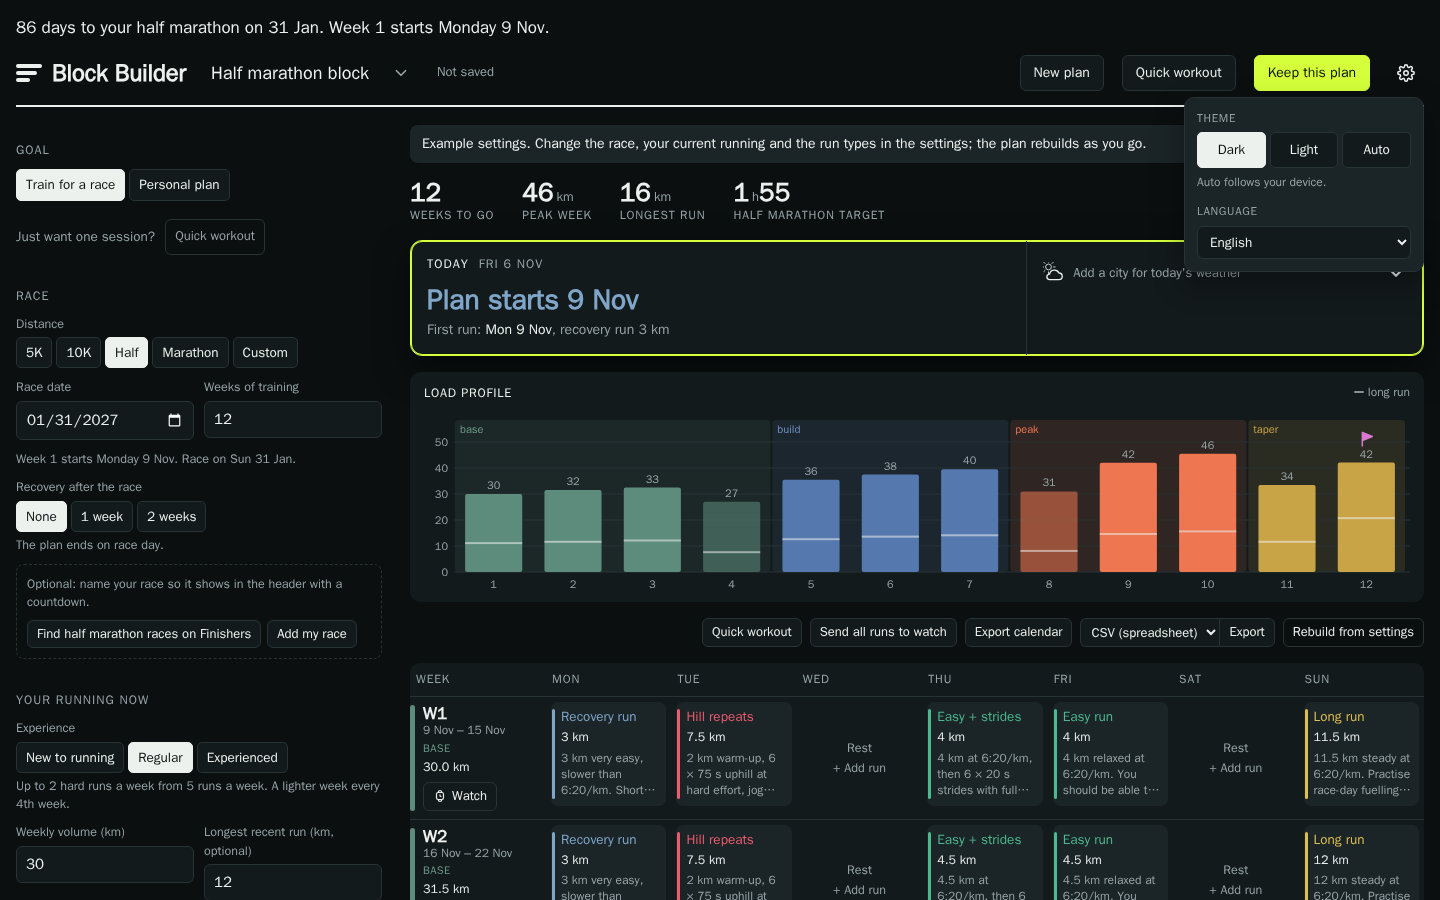 86 days to your half marathon on 31 Jan. Week 1 starts Monday 9 Nov.
Block Builder
Half marathon block
Not saved
New plan
Quick workout
Keep this plan
THEME
Dark
Light
Auto
Auto follows your device.
LANGUAGE
English
GOAL
Train for a race
Personal plan
Just want one session?
Quick workout
RACE
Distance
5K
10K
Half
Marathon
Custom
Race date
Weeks of training
01/31/2027
12
Week 1 starts Monday 9 Nov. Race on Sun 31 Jan.
Recovery after the race
None
1 week
2 weeks
The plan ends on race day.
Optional: name your race so it shows in the header with a
countdown.
Find half marathon races on Finishers
Add my race
YOUR RUNNING NOW
Experience
New to running
Regular
Experienced
Up to 2 hard runs a week from 5 runs a week. A lighter week every
4th week.
Weekly volume (km)
Longest recent run (km,
optional)
30
12
Example settings. Change the race, your current running and the run types in the settings; the plan rebuilds as you go.
12
WEEKS TO GO
46 km
PEAK WEEK
16 km
LONGEST RUN
1h55
HALF MARATHON TARGET
TODAY FRI 6 NOV
Plan starts 9 Nov
First run: Mon 9 Nov, recovery run 3 km
Add a city for today's weather
LOAD PROFILE
long run
base
build
peak
taper
50
40
30
20
10
0
30
32
33
27
36
38
40
31
42
46
34
42
1
2
3
4
5
6
7
8
9
10
11
12
Quick workout
Send all runs to watch
Export calendar
CSV (spreadsheet)
Export
Rebuild from settings
WEEK
MON
TUE
WED
THU
FRI
SAT
SUN
W1
9 Nov – 15 Nov
BASE
30.0 km
Watch
Recovery run
3 km
3 km very easy,
slower than
6:20/km. Short···
Hill repeats
7.5 km
2 km warm-up, 6
× 75 s uphill at
hard effort, jog···
Rest
+ Add run
Easy + strides
4 km
4 km at 6:20/km,
then 6 × 20 s
strides with full···
Easy run
4 km
4 km relaxed at
6:20/km. You
should be able t···
Rest
+ Add run
Long run
11.5 km
11.5 km steady at
6:20/km. Practise
race-day fuelling···
W2
16 Nov – 22 Nov
BASE
31.5 km
Recovery run
3 km
3 km very easy,
slower than
Hill repeats
7.5 km
2 km warm-up, 6
× 75 s uphill at
Rest
+ Add run
Easy + strides
4.5 km
4.5 km at
6:20/km, then 6
Easy run
4.5 km
4.5 km relaxed at
6:20/km. You
Rest
+ Add run
Long run
12 km
12 km steady at
6:20/km. Practise